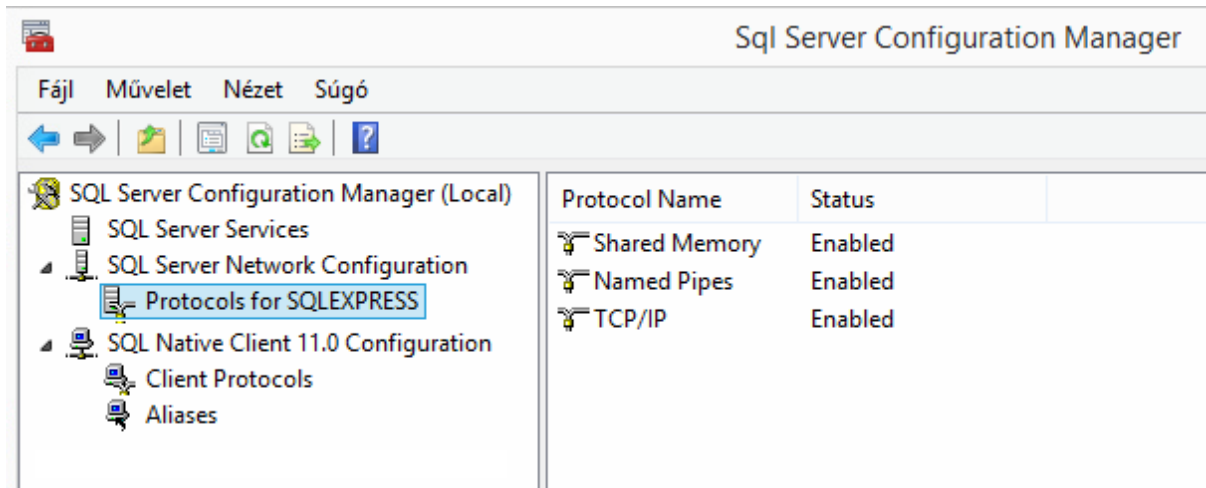 Sql Server Configuration Manager
Fájl Művelet Nézet Súgó
SQL Server Configuration Manager (Local)
SQL Server Services
SQL Server Network Configuration
Protocols for SQLEXPRESS
SQL Native Client 11.0 Configuration
Client Protocols
Aliases
Protocol Name Status
Shared Memory Enabled
Named Pipes Enabled
TCP/IP Enabled